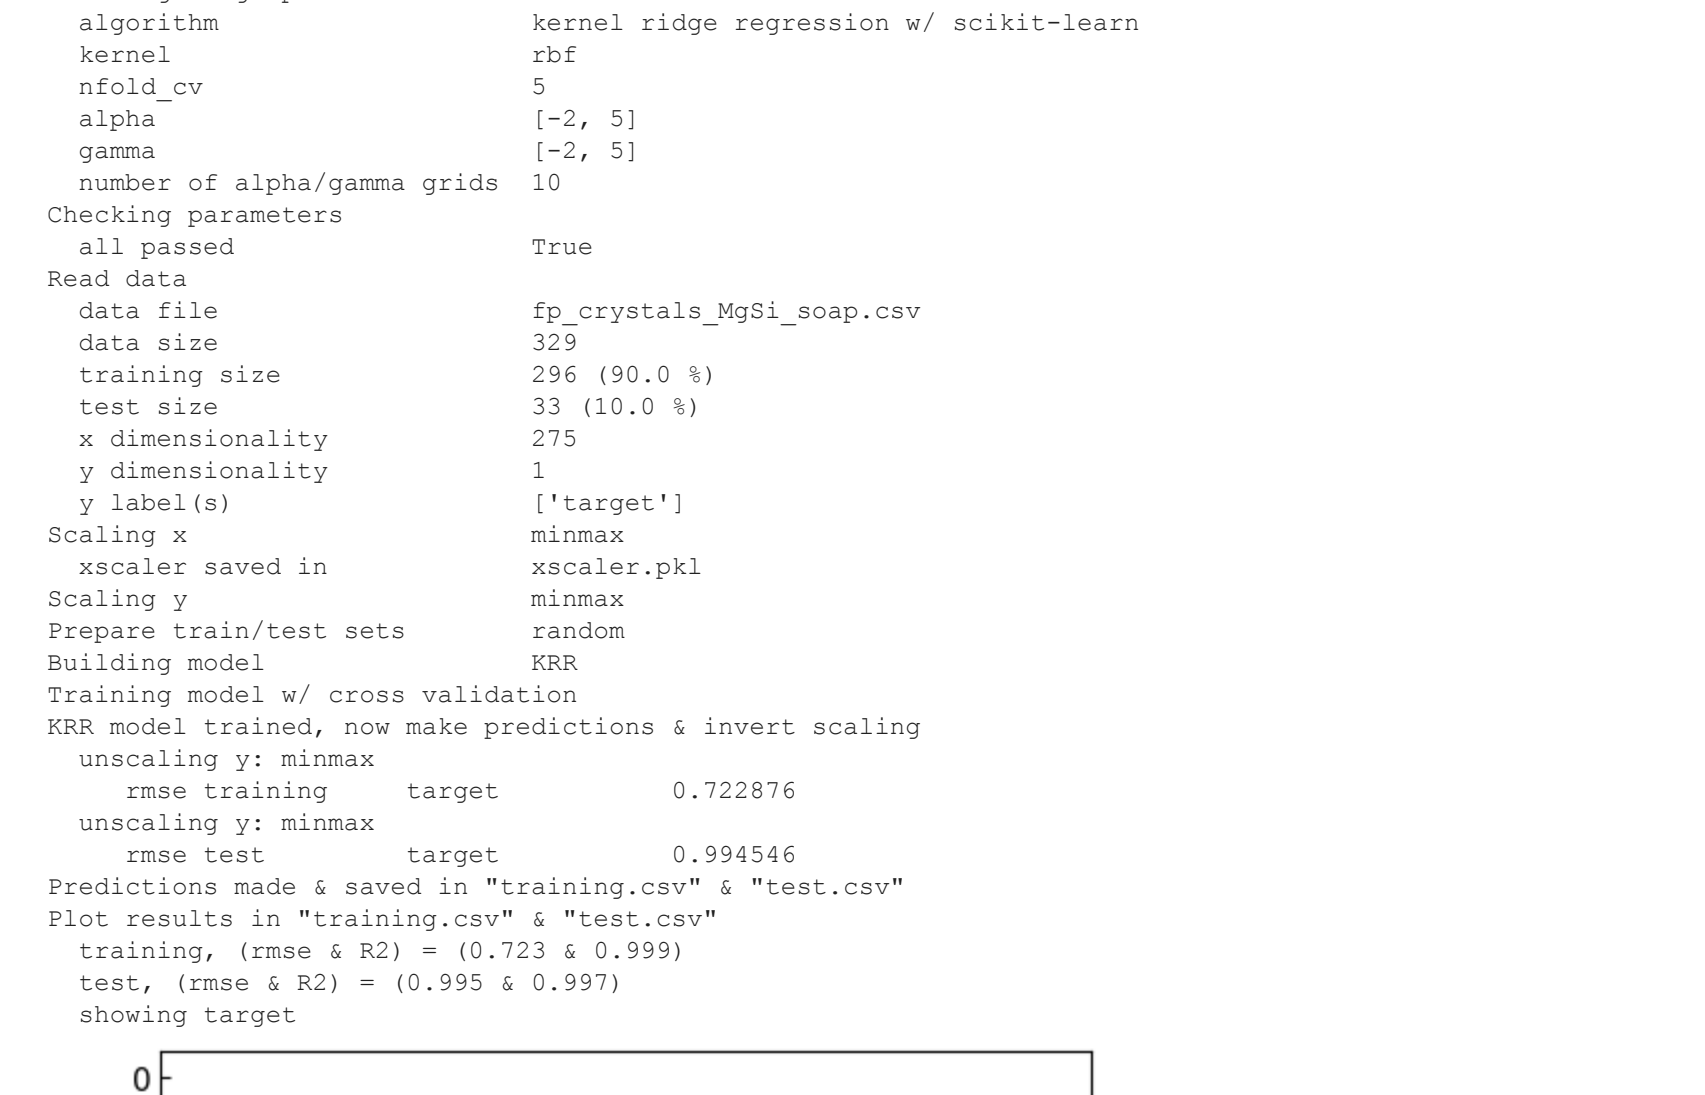 algorithm kernel ridge regression w/ scikit-learn
kernel rbf
nfold_cv 5
alpha [-2, 5]
gamma [-2, 5]
number of alpha/gamma grids 10
Checking parameters
all passed True
Read data
data file fp_crystals_MgSi_soap.csv
data size 329
training size 296 (90.0 %)
test size 33 (10.0 %)
x dimensionality 275
y dimensionality 1
y label(s) ['target']
Scaling x minmax
xscaler saved in xscaler.pkl
Scaling y minmax
Prepare train/test sets random
Building model KRR
Training model w/ cross validation
KRR model trained, now make predictions & invert scaling
unscaling y: minmax
rmse training target 0.722876
unscaling y: minmax
rmse test target 0.994546
Predictions made & saved in "training.csv" & "test.csv"
Plot results in "training.csv" & "test.csv"
training, (rmse & R2) = (0.723 & 0.999)
test, (rmse & R2) = (0.995 & 0.997)
showing target
0